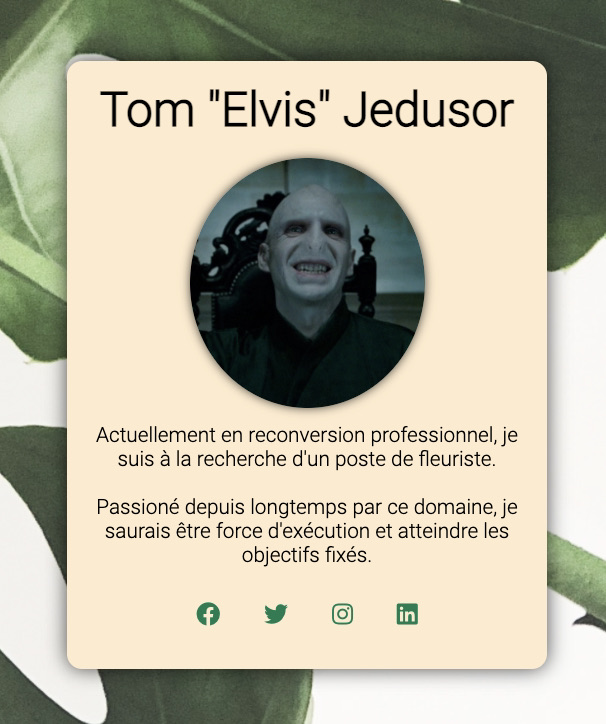 Tom "Elvis" Jedusor
Actuellement en reconversion professionnel, je
suis à la recherche d'un poste de fleuriste.
Passioné depuis longtemps par ce domaine, je
saurais être force d'exécution et atteindre les
objectifs fixés.